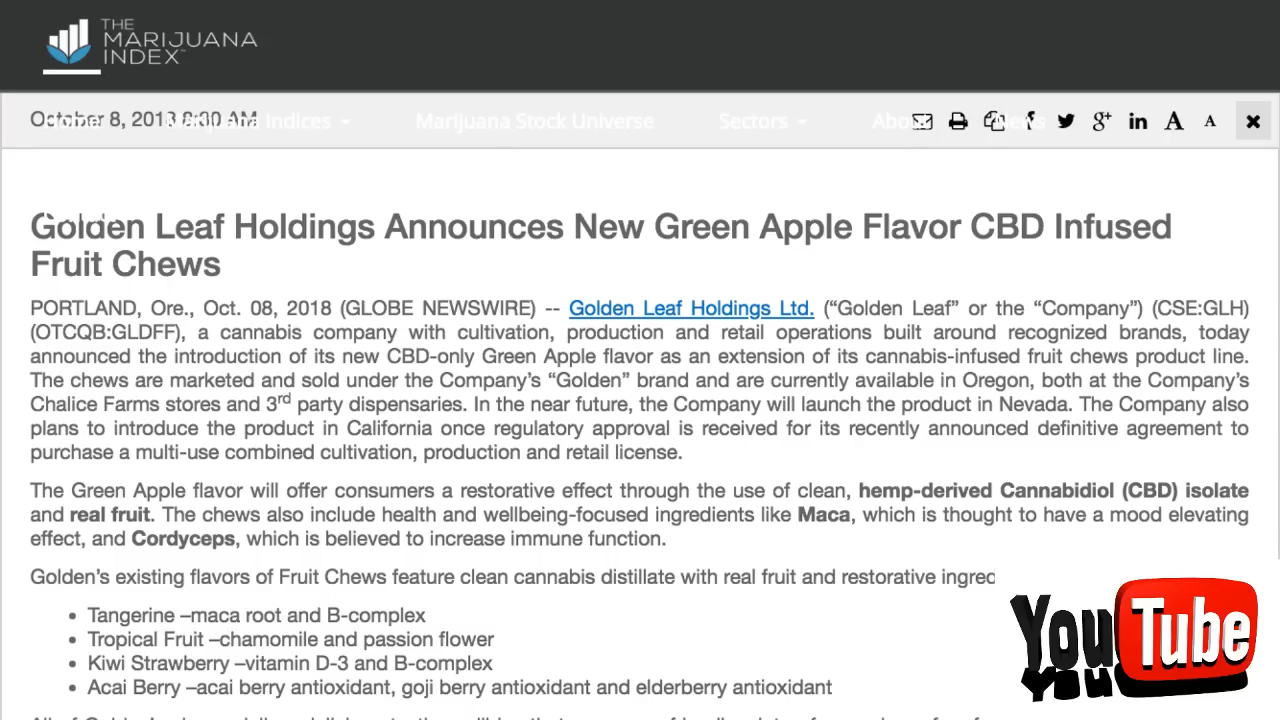 THE
MARIJUANA
INDEX™
October 8, 2018 8:00 AM
Home Marijuana Indices Marijuana Stock Universe Sectors About News
f g+ in A A
Golden Leaf Holdings Announces New Green Apple Flavor CBD Infused
Fruit Chews
PORTLAND, Ore., Oct. 08, 2018 (GLOBE NEWSWIRE) -- Golden Leaf Holdings Ltd. (“Golden Leaf” or the “Company”) (CSE:GLH)
(OTCQB:GLDFF), a cannabis company with cultivation, production and retail operations built around recognized brands, today
announced the introduction of its new CBD-only Green Apple flavor as an extension of its cannabis-infused fruit chews product line.
The chews are marketed and sold under the Company’s “Golden” brand and are currently available in Oregon, both at the Company’s
Chalice Farms stores and 3rd party dispensaries. In the near future, the Company will launch the product in Nevada. The Company also
plans to introduce the product in California once regulatory approval is received for its recently announced definitive agreement to
purchase a multi-use combined cultivation, production and retail license.
The Green Apple flavor will offer consumers a restorative effect through the use of clean, hemp-derived Cannabidiol (CBD) isolate
and real fruit. The chews also include health and wellbeing-focused ingredients like Maca, which is thought to have a mood elevating
effect, and Cordyceps, which is believed to increase immune function.
Golden’s existing flavors of Fruit Chews feature clean cannabis distillate with real fruit and restorative ingred
• Tangerine –maca root and B-complex
• Tropical Fruit –chamomile and passion flower
• Kiwi Strawberry –vitamin D-3 and B-complex
• Acai Berry –acai berry antioxidant, goji berry antioxidant and elderberry antioxidant
YouTube